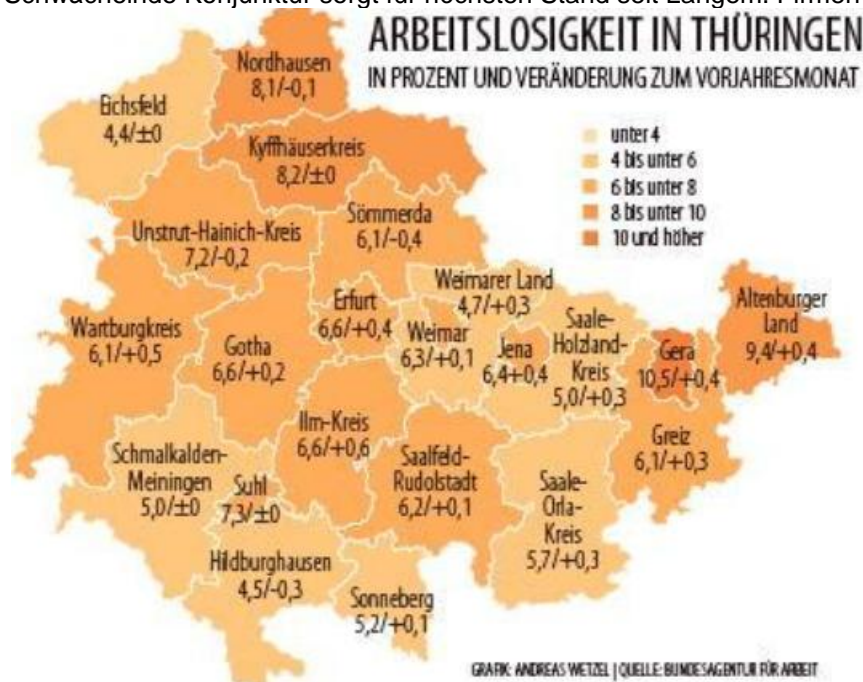 Schwächelnde Konjunktur sorgt für höchsten Stand seit Langem. Firmen
ARBEITSLOSIGKEIT IN THÜRINGEN
IN PROZENT UND VERÄNDERUNG ZUM VORJAHRESMONAT
unter 4
4 bis unter 6
6 bis unter 8
8 bis unter 10
10 und höher
Nordhausen
8,1/-0,1
Eichsfeld
4,4/±0
Kyffhäuserkreis
8,2/±0
Sömmerda
6,1/-0,4
Unstrut-Hainich-Kreis
7,2/-0,2
Weimarer Land
4,7/+0,3
Altenburger
Land
9,4/+0,4
Erfurt
6,6/+0,4
Wartburgkreis
6,1/+0,5
Gotha
6,6/+0,2
Weimar
6,3/+0,1
Jena
6,4+0,4
Saale-
Holzland-
Kreis
5,0/+0,3
Gera
10,5/+0,4
Ilm-Kreis
6,6/+0,6
Greiz
6,1/+0,3
Schmalkalden-
Meiningen
5,0/±0
Suhl
7,3/±0
Saalfeld-
Rudolstadt
6,2/+0,1
Saale-
Orla-
Kreis
5,7/+0,3
Hildburghausen
4,5/-0,3
Sonneberg
5,2/+0,1
GRAFIK: ANDREAS WETZEL | QUELLE: BUNDESAGENTUR FÜR ARBEIT